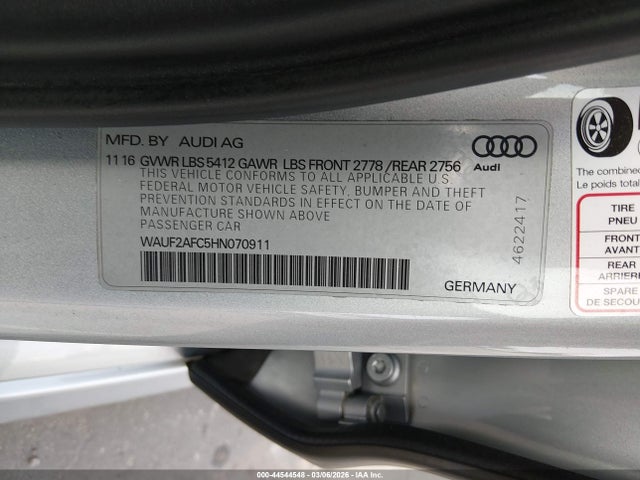 MFD. BY AUDI AG
11 16 GVWR LBS 5412 GAWR LBS FRONT 2778 /REAR 2756
THIS VEHICLE CONFORMS TO ALL APPLICABLE U S
FEDERAL MOTOR VEHICLE SAFETY, BUMPER AND THEFT
PREVENTION STANDARDS IN EFFECT ON THE DATE OF
MANUFACTURE SHOWN ABOVE
PASSENGER CAR
WAUF2AFC5HN070911
GERMANY
Audi
4622417
The combined
Le poids total
TIRE
PNEU
FRONT
AVANT
REAR
ARRIERE
SPARE
DE SECOU
000-44544548 | 03/06/2026 | IAA Inc.